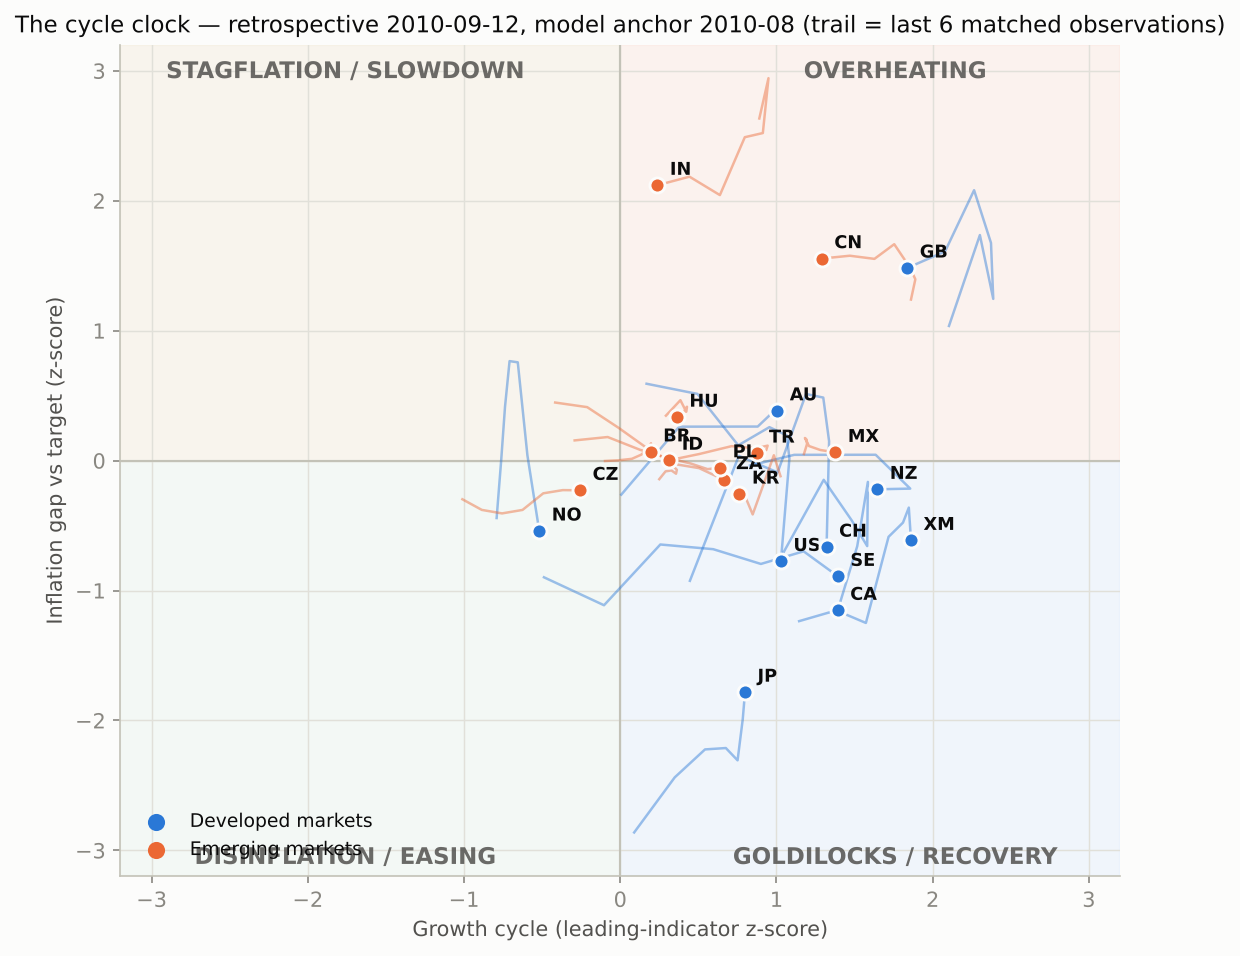 The cycle clock — retrospective 2010-09-12, model anchor 2010-08 (trail = last 6 matched observations)
STAGFLATION / SLOWDOWN
OVERHEATING
3
2
1
0
−1
−2
−3
Inflation gap vs target (z-score)
IN
CN
GB
AU
HU
BR
ID
TR
MX
PL
ZA
KR
CZ
NZ
NO
XM
US
CH
SE
CA
JP
Developed markets
Emerging markets
DISINFLATION / EASING
GOLDILOCKS / RECOVERY
−3
−2
−1
0
1
2
3
Growth cycle (leading-indicator z-score)